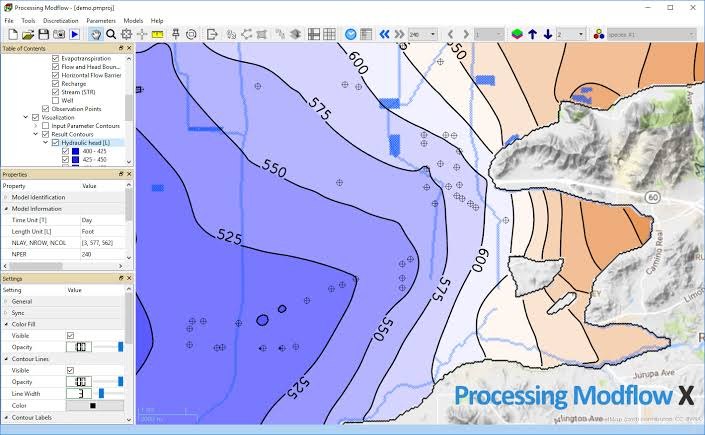 Processing Modflow - [demo.pmproj]
File Tools Discretization Parameters Models Help
240
1
2
species #1
Table of Contents
Evapotranspiration
Flow and Head Boun...
Horizontal Flow Barrier
Recharge
Stream (STR)
Well
Observation Points
Visualization
Input Parameter Contours
Result Contours
Hydraulic head [L]
400 - 425
425 - 450
Properties
Property Value
Model Identification
Model Information
Time Unit [T] Day
Length Unit [L] Foot
NLAY, NROW, NCOL [3, 577, 562]
NPER 240
Settings
Setting Value
General
Sync
Color Fill
Visible
Opacity
Contour Lines
Visible
Opacity
Line Width 3
Color
Contour Labels
600
550
575
550
525
600
575
550
525
60
Camino Real
Limo
EY
R
Jurupa Ave
Processing Modflow X
lington Ave